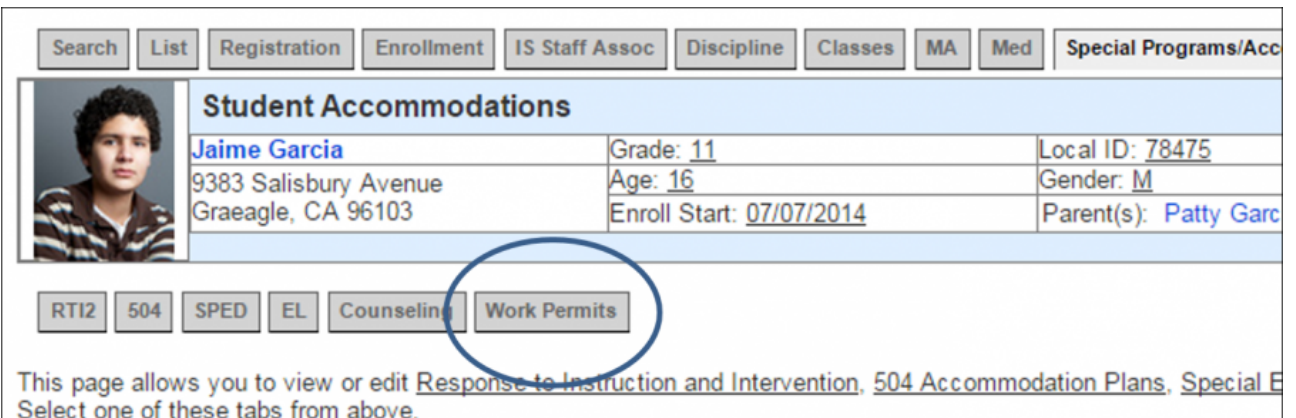 Search List Registration Enrollment IS Staff Assoc Discipline Classes MA Med Special Programs/Acc
Student Accommodations
Jaime Garcia Grade: 11 Local ID: 78475
9383 Salisbury Avenue Age: 16 Gender: M
Graeagle, CA 96103 Enroll Start: 07/07/2014 Parent(s): Patty Garc
RTI2 504 SPED EL Counseling Work Permits
This page allows you to view or edit Response to Instruction and Intervention, 504 Accommodation Plans, Special E
Select one of these tabs from above.